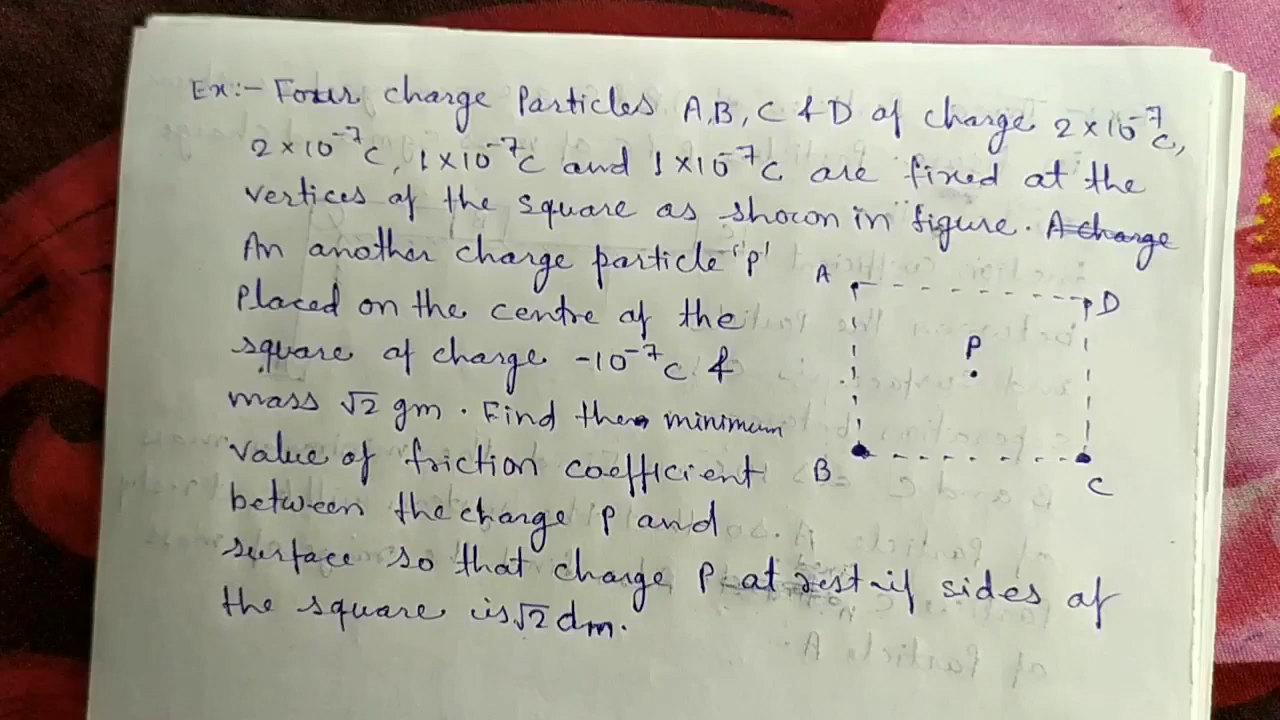 Ex:- Four charge Particles A,B, C & D of charge 2×10⁻⁷C,
2×10⁻⁷C, 1×10⁻⁷C and 1×10⁻⁷C are fixed at the
vertices of the square as shown in figure. A charge
An another charge particle 'p'
Placed on the centre of the
square of charge -10⁻⁷C &
mass √2 gm. Find the minimum
value of friction coefficient
between the charge P and
surface so that charge P at rest if sides of
the square is √2 dm.
A
D
P
B
C